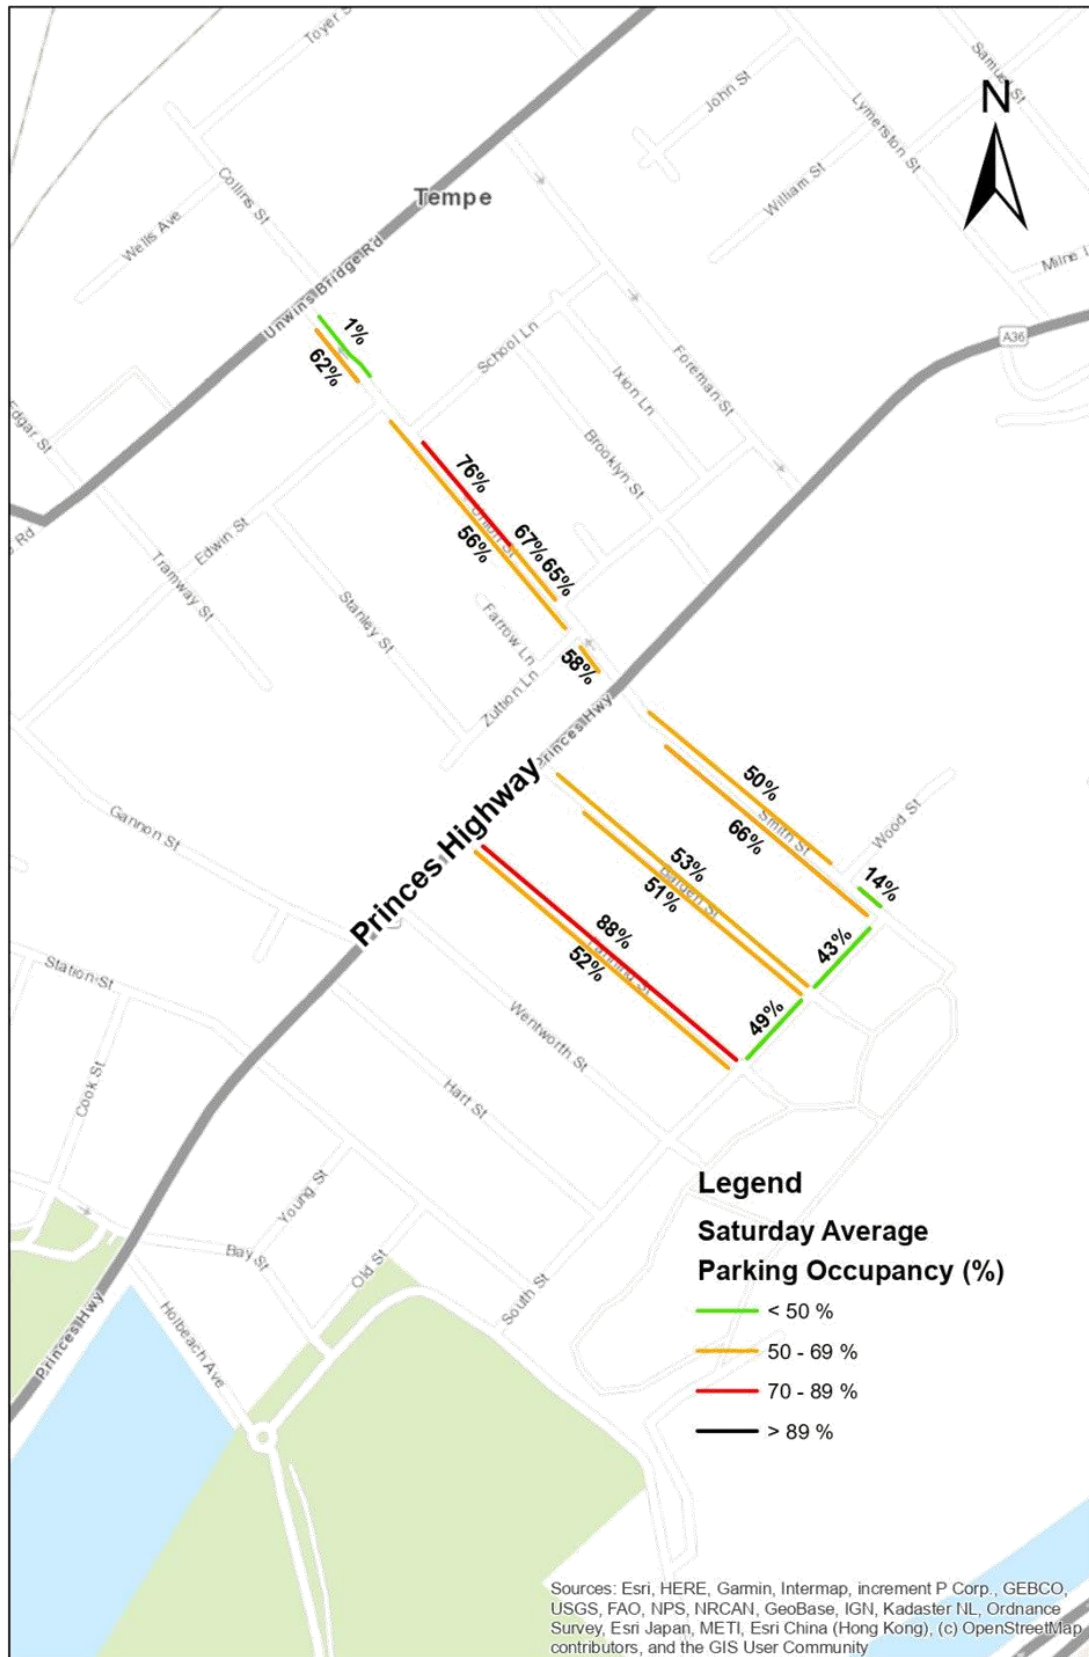 Toyer S
Samuel St
John St
N
Lymerston St
Collins St
William St
Tempe
Wells Ave
Unwins Bridge Rd
Milne L
A36
1%
62%
School Ln
Foreman St
Ixion Ln
Edgar St
Brooklyn St
76%
Union St
67%
65%
56%
Rd
Edwin St
Tramway St
Stanley St
Farrow Ln
58%
Zuttion Ln
Princes Hwy
50%
Smith St
66%
Wood St
Princes Highway
Gannon St
53%
Barden St
51%
14%
88%
52%
43%
49%
Station St
Wentworth St
Cook St
Hart St
Young St
Bay St
Old St
South St
Holbeach Ave
Princes Hwy
Legend
Saturday Average
Parking Occupancy (%)
< 50 %
50 - 69 %
70 - 89 %
> 89 %
Sources: Esri, HERE, Garmin, Intermap, increment P Corp., GEBCO,
USGS, FAO, NPS, NRCAN, GeoBase, IGN, Kadaster NL, Ordnance
Survey, Esri Japan, METI, Esri China (Hong Kong), (c) OpenStreetMap
contributors, and the GIS User Community